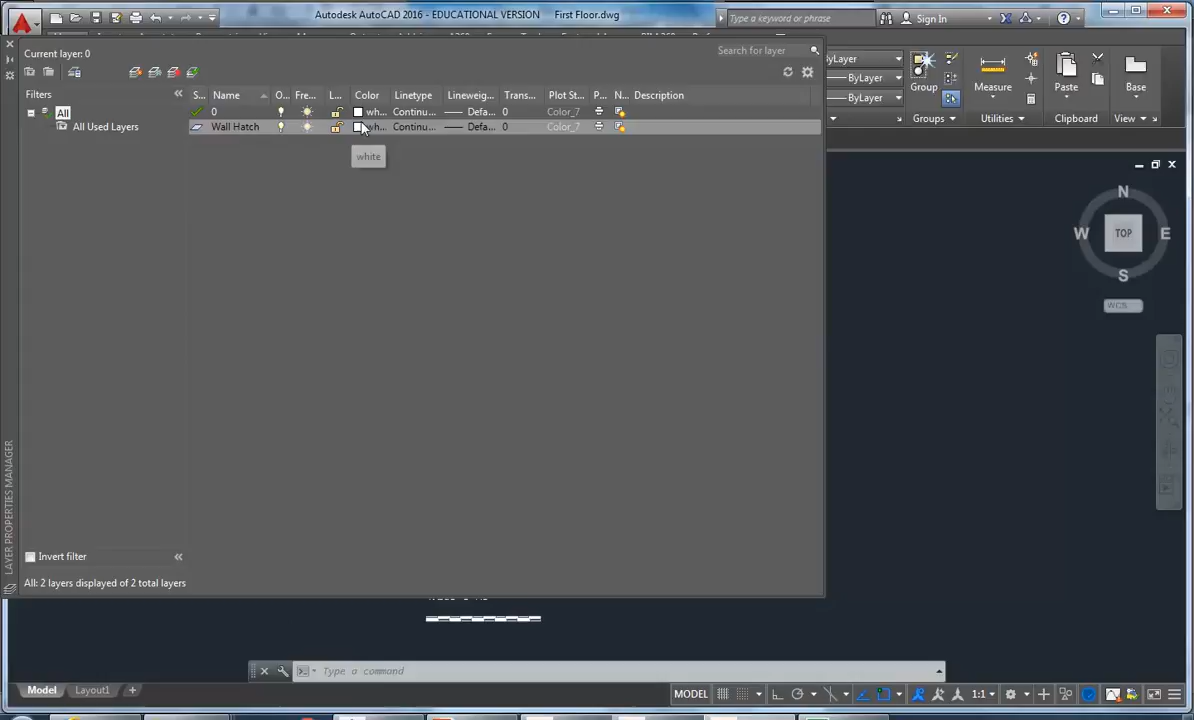 Autodesk AutoCAD 2016 - EDUCATIONAL VERSION First Floor.dwg
Type a keyword or phrase
Sign In
Current layer: 0
Search for layer
ByLayer
ByLayer
Group
Measure
Paste
Base
Groups
Utilities
Clipboard
View
Filters
S... Name O... Fre... L... Color Linetype Lineweig... Trans... Plot St... P... N... Description
All
0 wh... Continu... Defa... 0 Color_7
All Used Layers
Wall Hatch wh... Continu... Defa... 0 Color_7
white
N
W TOP E
S
WCS
LAYER PROPERTIES MANAGER
Invert filter
All: 2 layers displayed of 2 total layers
Type a command
Model Layout1 +
MODEL 1:1